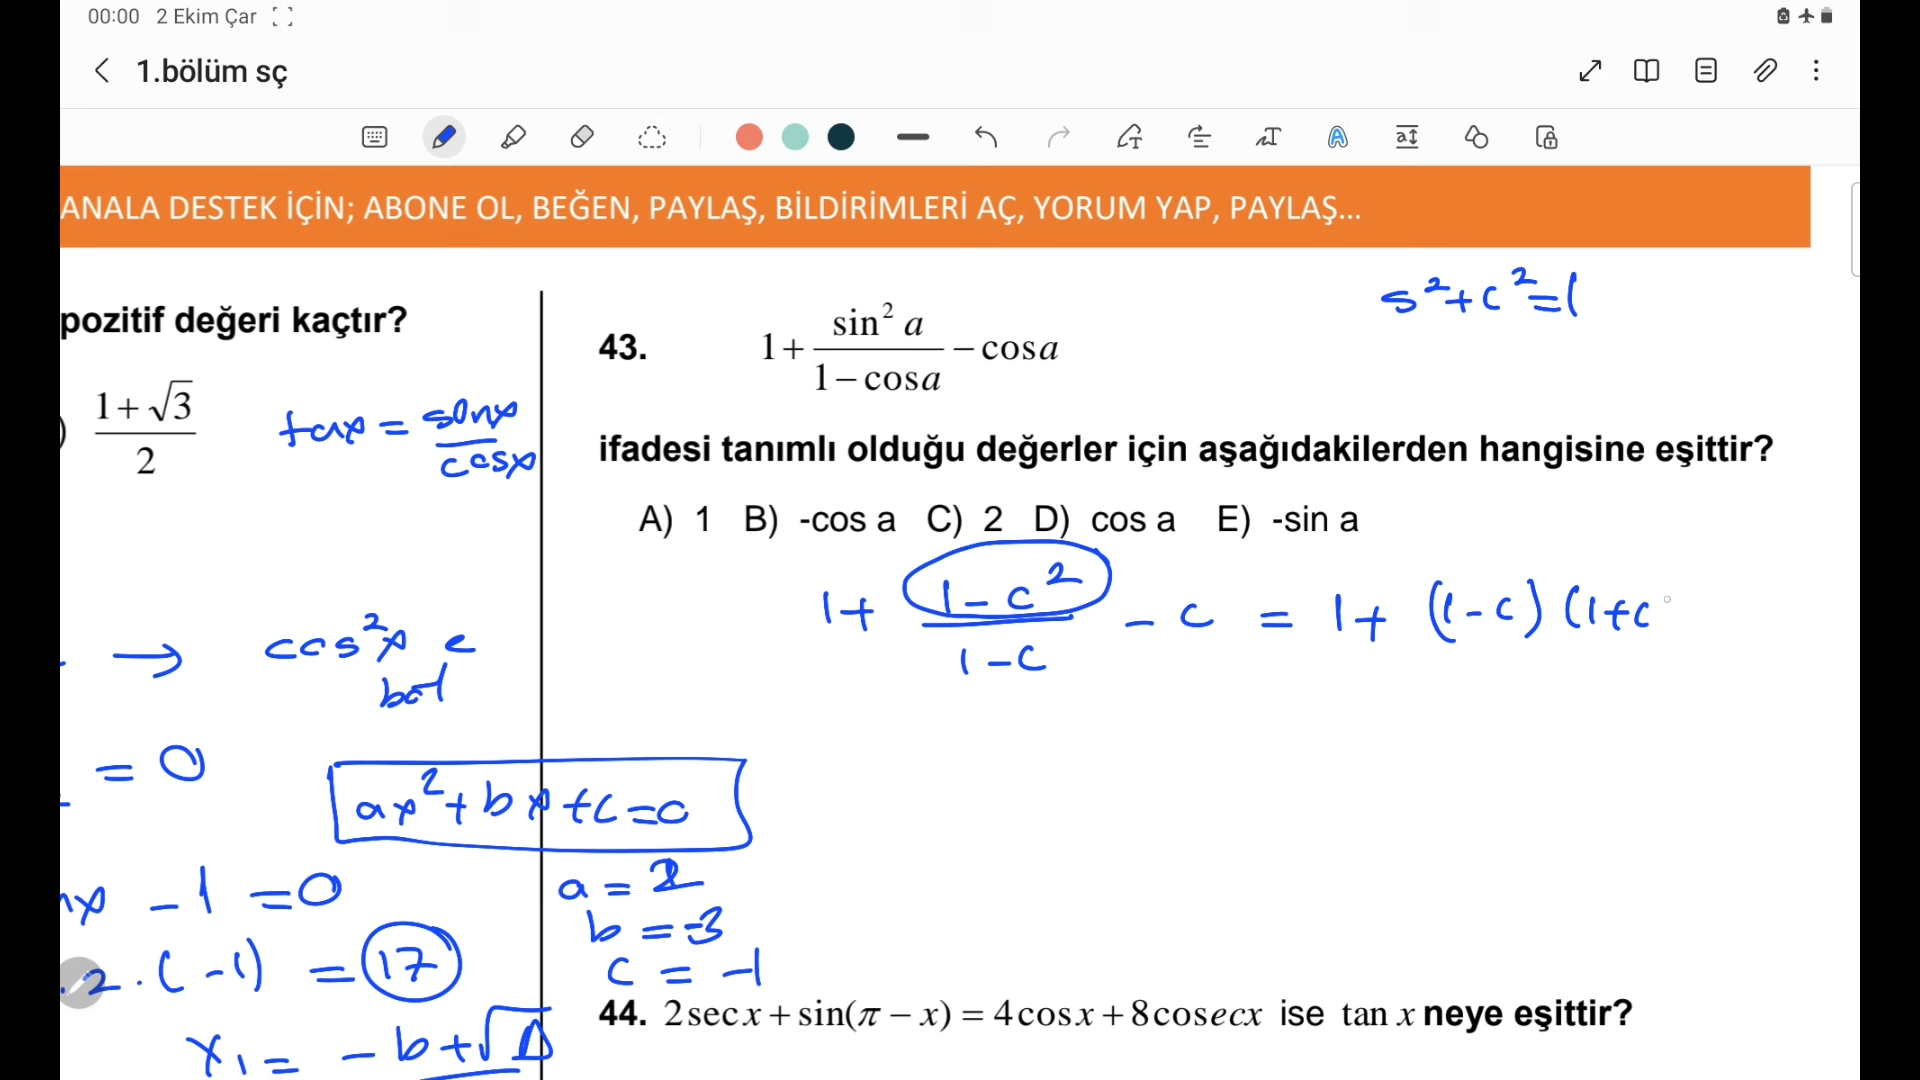 00:00 2 Ekim Çar
1.bölüm sç
ANALA DESTEK İÇİN; ABONE OL, BEĞEN, PAYLAŞ, BİLDİRİMLERİ AÇ, YORUM YAP, PAYLAŞ...
pozitif değeri kaçtır?
) (1+√3)/2
tanx = sinx/cosx
→ cos²x e
böl
= 0
ax²+bx+c=0
nx - 1 = 0
.2.(-1) = 17
a = 2
b = -3
c = -1
x₁ = -b+√Δ
s²+c²=1
43. 1+ sin² a/(1−cosa) −cosa
ifadesi tanımlı olduğu değerler için aşağıdakilerden hangisine eşittir?
A) 1 B) -cos a C) 2 D) cos a E) -sin a
1+ (1-c²)/(1-c) - c = 1+ (1-c)(1+c
44. 2secx+sin(π−x)=4cosx+8cosecx ise tan x neye eşittir?